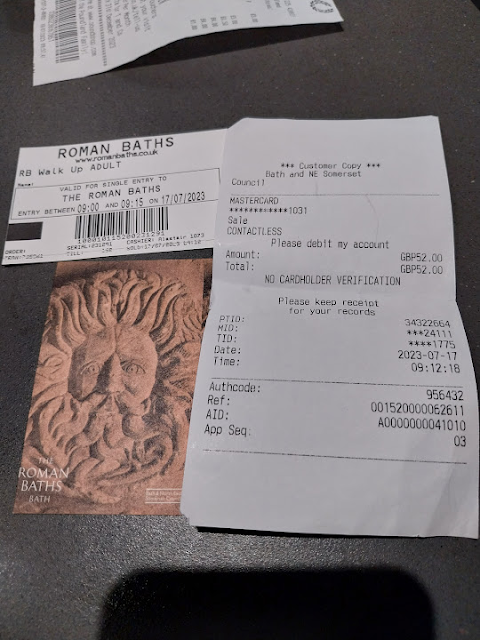 ROMAN BATHS
www.romanbaths.co.uk
RB Walk Up ADULT
Name:
VALID FOR SINGLE ENTRY TO
THE ROMAN BATHS
ENTRY BETWEEN 09:00 AND 09:15 ON 17/07/2023
CASHIER: Alastair 1873
THE
ROMAN
BATHS
BATH
*** Customer Copy ***
Bath and NE Somerset
Council
MASTERCARD
************1031
Sale
CONTACTLESS
Please debit my account
Amount: GBP52.00
Total: GBP52.00
NO CARDHOLDER VERIFICATION
Please keep receipt
for your records
PTID: 34322664
MID: ***24111
TID: ****1775
Date: 2023-07-17
Time: 09:12:18
Authcode: 956432
Ref: 001520000062611
AID: A0000000041010
App Seq: 03